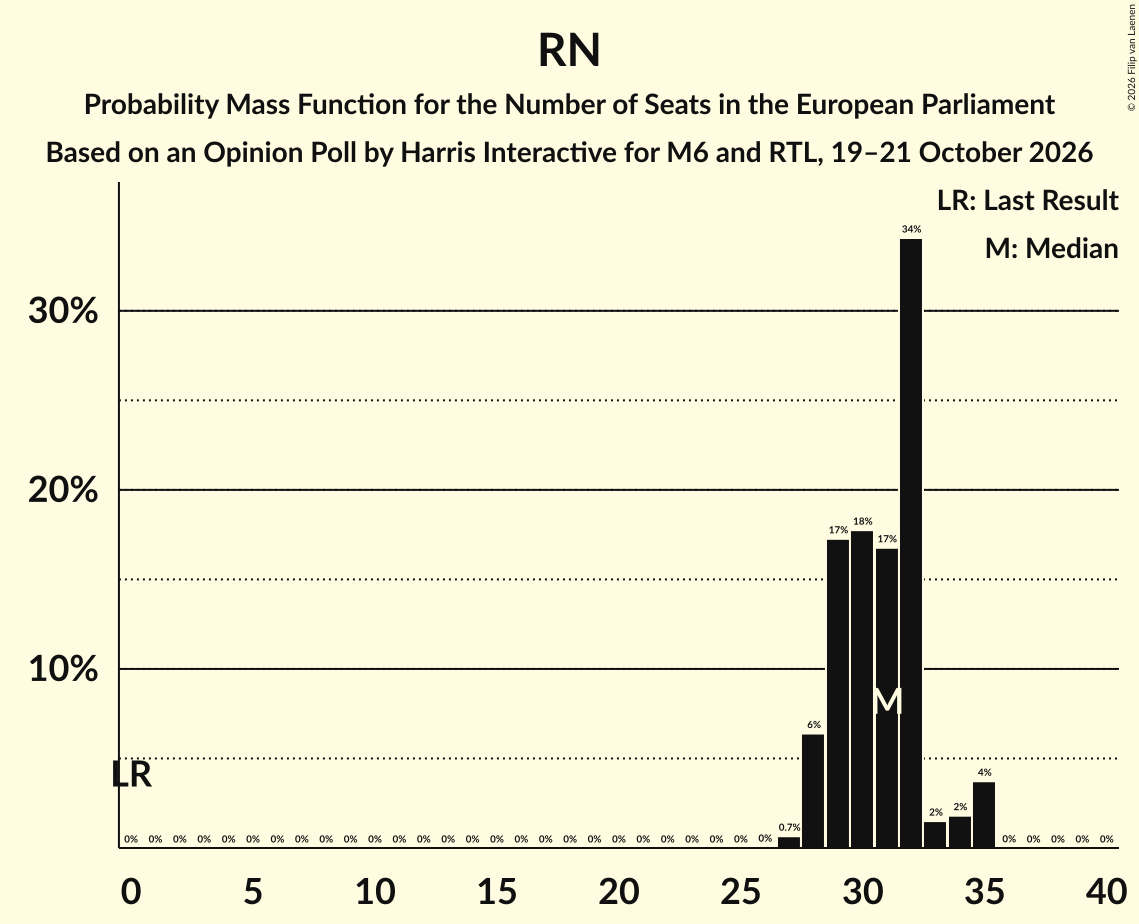 © 2026 Filip van Laenen
RN
Probability Mass Function for the Number of Seats in the European Parliament
Based on an Opinion Poll by Harris Interactive for M6 and RTL, 19–21 October 2026
LR: Last Result
M: Median
34%
30%
20%
17% 18% 17%
10%
M
6%
LR
4%
0% 0% 0% 0% 0% 0% 0% 0% 0% 0% 0% 0% 0% 0% 0% 0% 0% 0% 0% 0% 0% 0% 0% 0% 0% 0% 0% 0.7% 2% 2% 0% 0% 0% 0% 0%
0 5 10 15 20 25 30 35 40